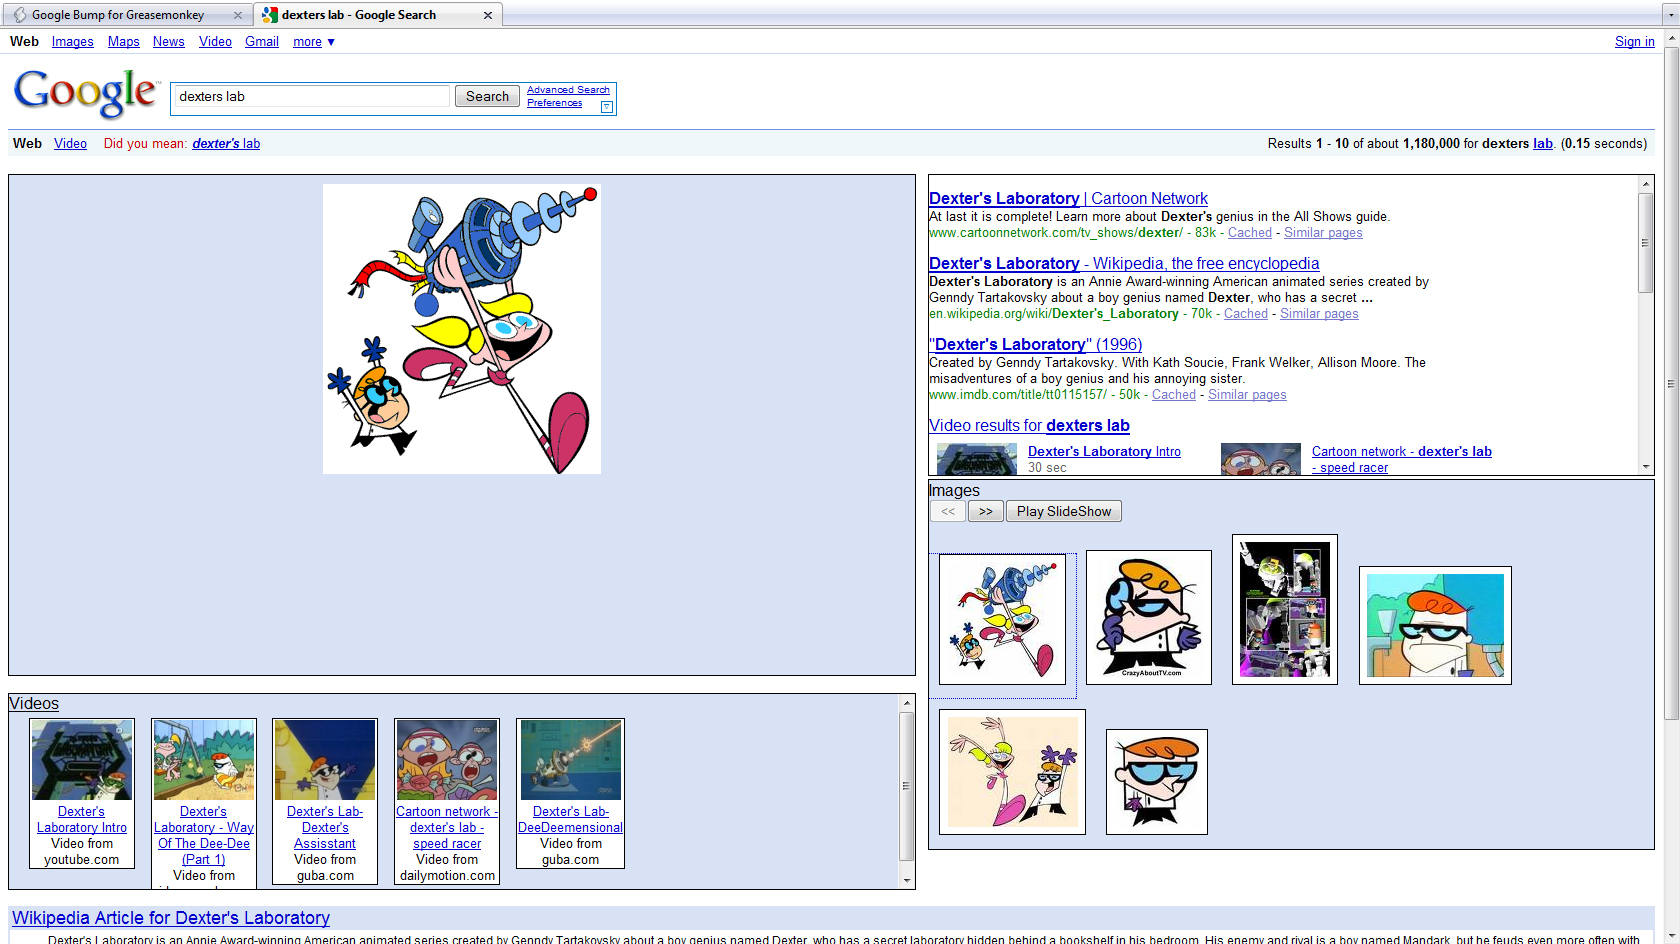 Google Bump for Greasemonkey
dexters lab - Google Search
Web Images Maps News Video Gmail more ▼
Sign in
Google™
dexters lab
Search
Advanced Search
Preferences
Web Video Did you mean: dexter's lab
Results 1 - 10 of about 1,180,000 for dexters lab. (0.15 seconds)
Dexter's Laboratory | Cartoon Network
At last it is complete! Learn more about Dexter's genius in the All Shows guide.
www.cartoonnetwork.com/tv_shows/dexter/ - 83k - Cached - Similar pages
Dexter's Laboratory - Wikipedia, the free encyclopedia
Dexter's Laboratory is an Annie Award-winning American animated series created by
Genndy Tartakovsky about a boy genius named Dexter, who has a secret ...
en.wikipedia.org/wiki/Dexter's_Laboratory - 70k - Cached - Similar pages
"Dexter's Laboratory" (1996)
Created by Genndy Tartakovsky. With Kath Soucie, Frank Welker, Allison Moore. The
misadventures of a boy genius and his annoying sister.
www.imdb.com/title/tt0115157/ - 50k - Cached - Similar pages
Video results for dexters lab
Dexter's Laboratory Intro
30 sec
Cartoon network - dexter's lab
- speed racer
Images
<< >> Play SlideShow
CrazyAboutTV.com
Videos
Dexter's
Laboratory Intro
Video from
youtube.com
Dexter's
Laboratory - Way
Of The Dee-Dee
(Part 1)
Video from
Dexter's Lab-
Dexter's
Assisstant
Video from
guba.com
Cartoon network -
dexter's lab -
speed racer
Video from
dailymotion.com
Dexter's Lab-
DeeDeemensional
Video from
guba.com
Wikipedia Article for Dexter's Laboratory
Dexter's Laboratory is an Annie Award-winning American animated series created by Genndy Tartakovsky about a boy genius named Dexter, who has a secret laboratory hidden behind a bookshelf in his bedroom. His enemy and rival is a boy named Mandark, but he feuds even more often with